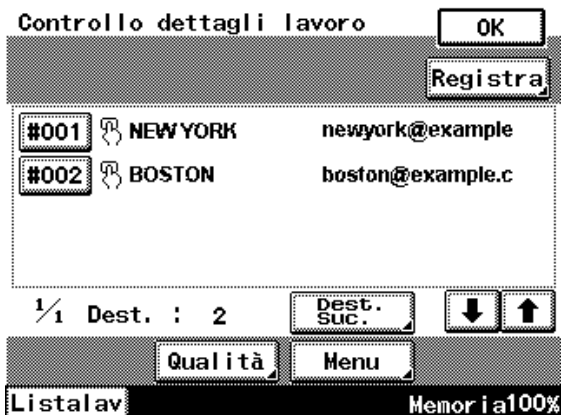 Controllo dettagli lavoro OK
Registra
#001 NEW YORK newyork@example
#002 BOSTON boston@example.c
1/1 Dest. : 2 Dest. Suc.
Qualità Menu
Listalav Memoria100%